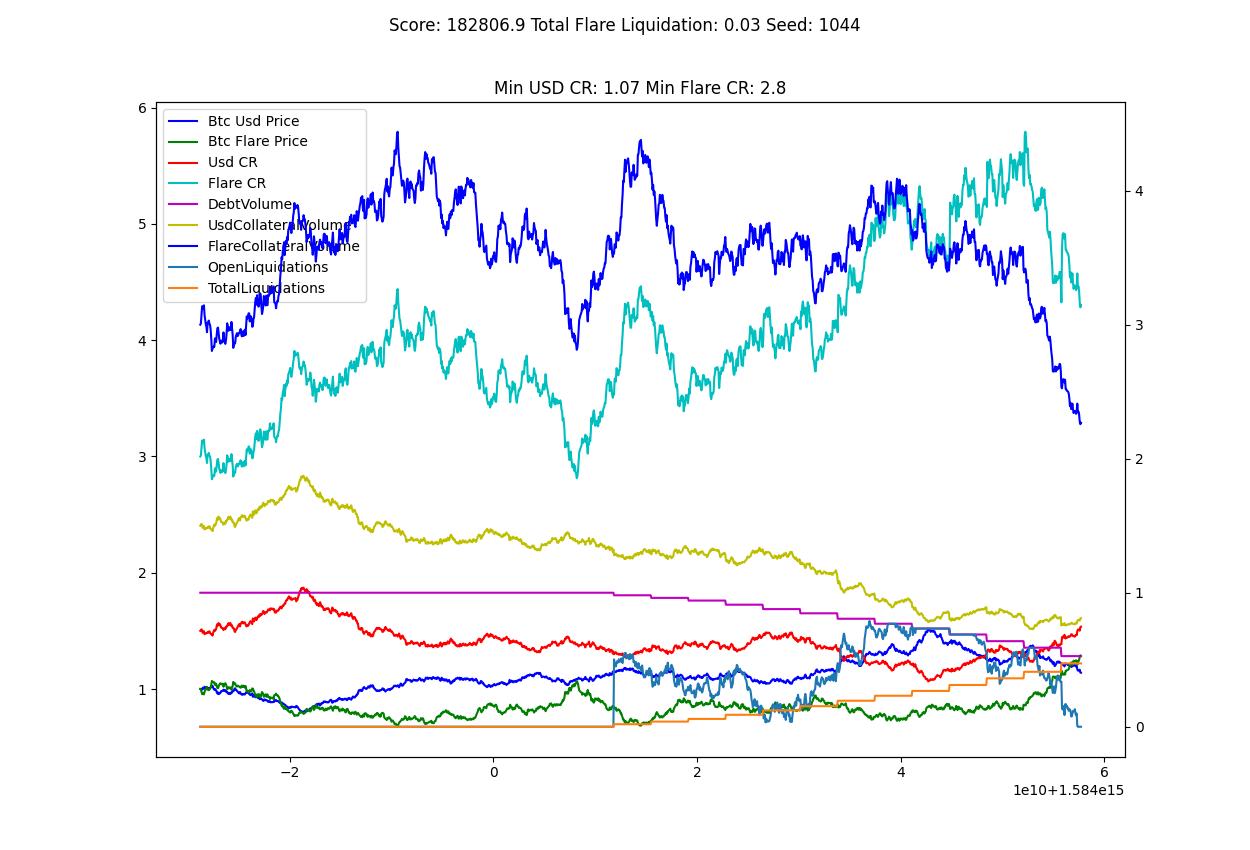 Score: 182806.9 Total Flare Liquidation: 0.03 Seed: 1044
Min USD CR: 1.07 Min Flare CR: 2.8
Btc Usd Price
Btc Flare Price
Usd CR
Flare CR
DebtVolume
UsdCollateralVolume
FlareCollateralVolume
OpenLiquidations
TotalLiquidations
6
5
4
3
2
1
4
3
2
1
0
−2
0
2
4
6
1e10+1.584e15